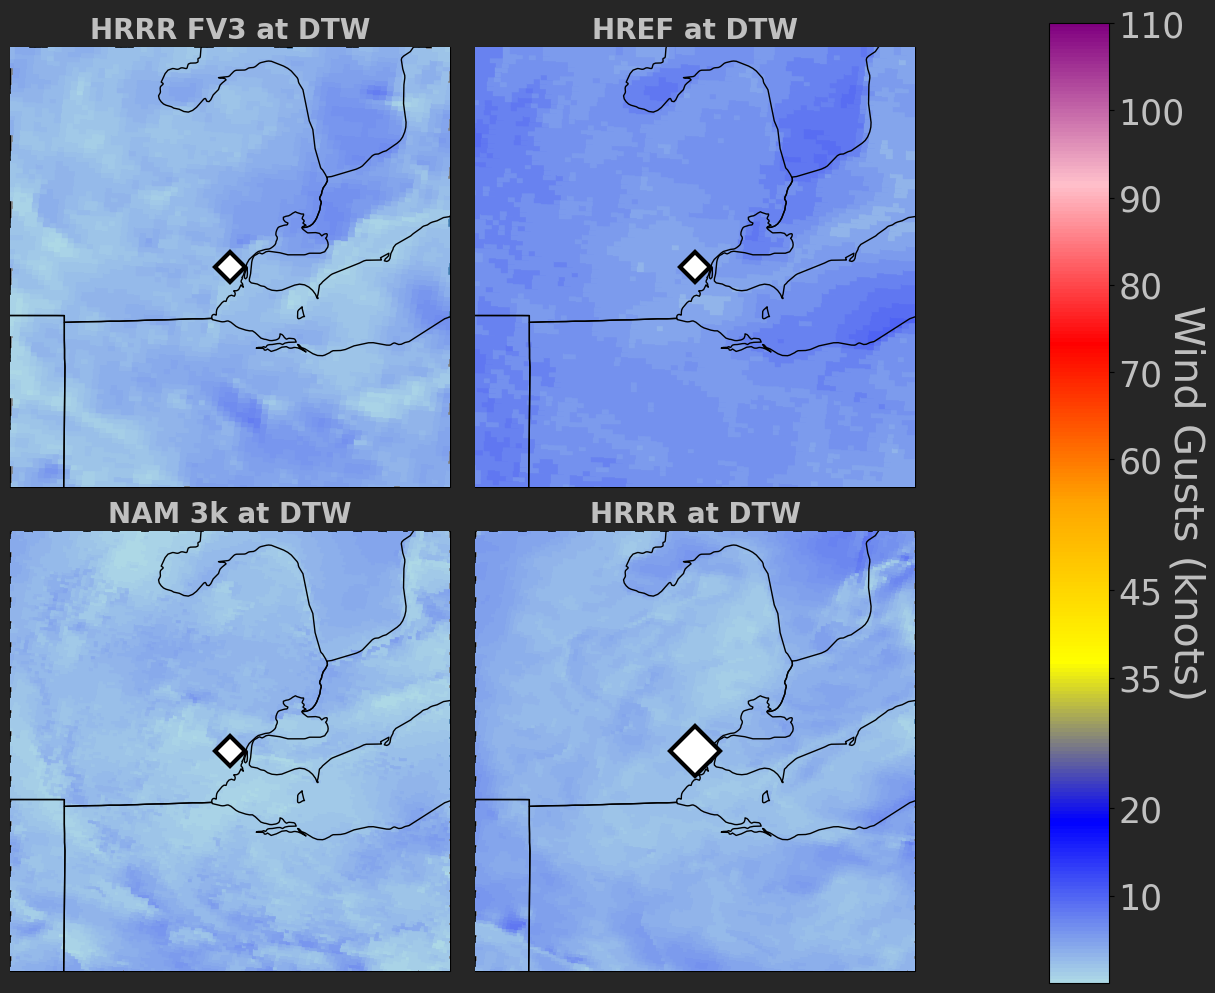 HRRR FV3 at DTW
HREF at DTW
NAM 3k at DTW
HRRR at DTW
110
100
90
80
70
60
45
35
20
10
Wind Gusts (knots)